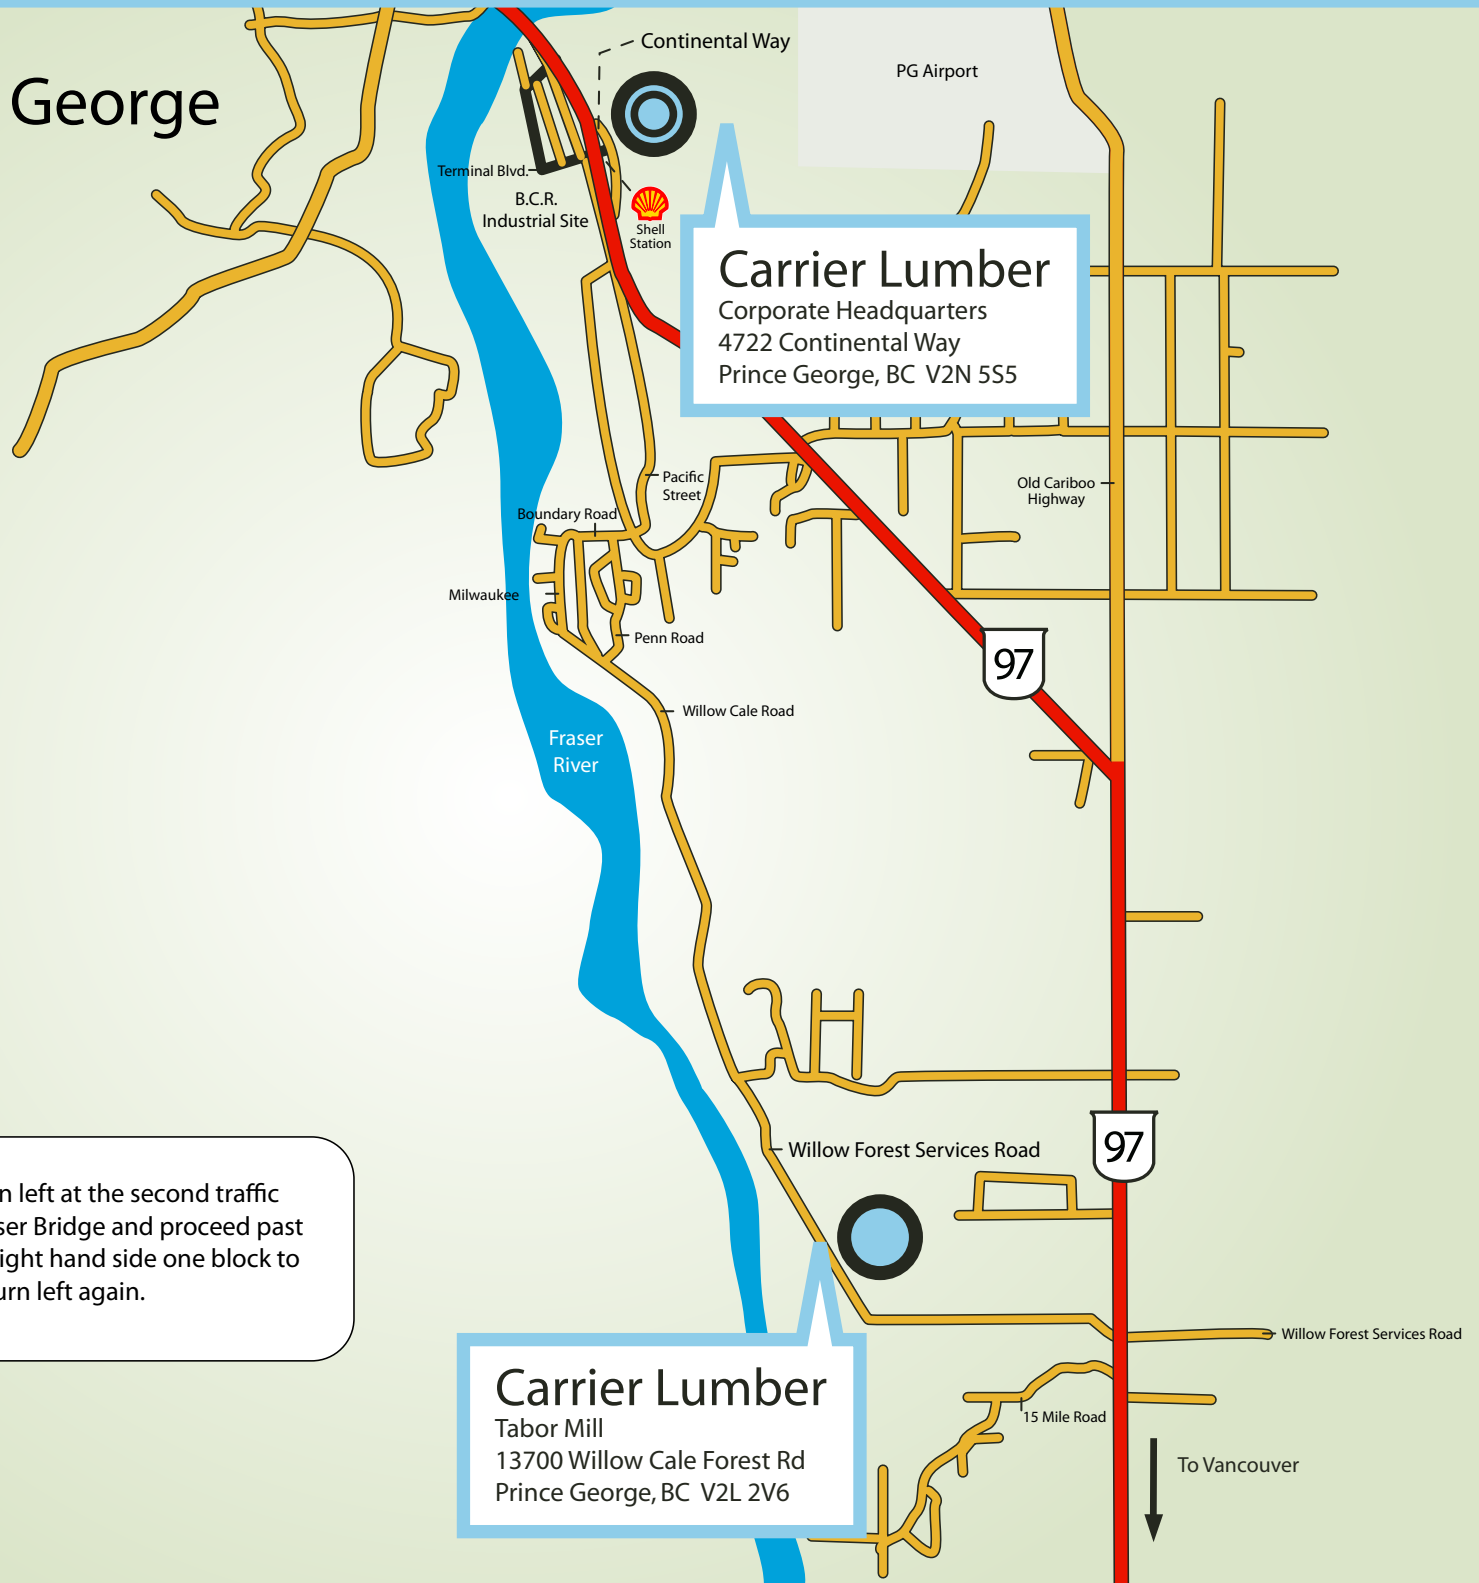 Continental Way
PG Airport
George
Terminal Blvd.
B.C.R.
Industrial Site
Shell
Station
Carrier Lumber
Corporate Headquarters
4722 Continental Way
Prince George, BC V2N 5S5
Pacific
Street
Old Cariboo
Highway
Boundary Road
Milwaukee
Penn Road
97
Willow Cale Road
Fraser
River
97
Willow Forest Services Road
n left at the second traffic
ser Bridge and proceed past
ight hand side one block to
urn left again.
Willow Forest Services Road
Carrier Lumber
Tabor Mill
13700 Willow Cale Forest Rd
Prince George, BC V2L 2V6
15 Mile Road
To Vancouver